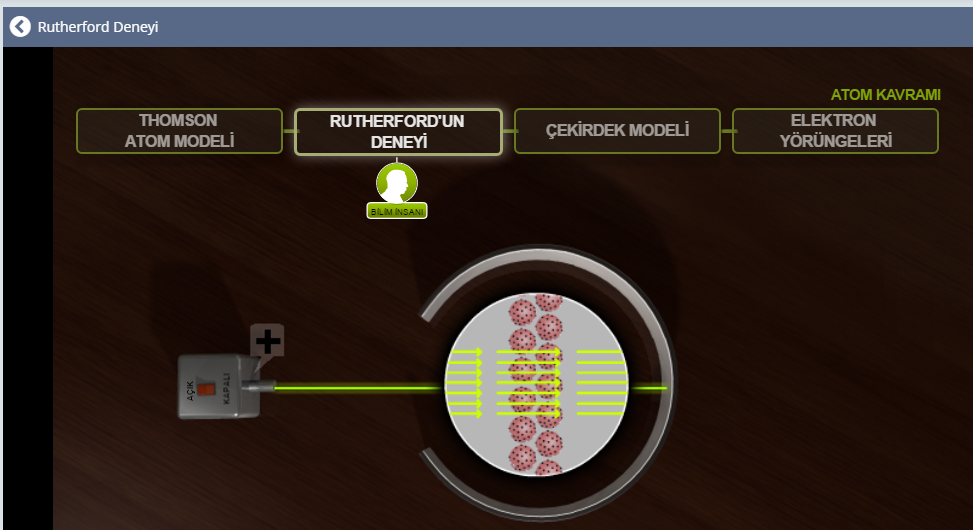 Rutherford Deneyi
ATOM KAVRAMI
THOMSON
ATOM MODELİ
RUTHERFORD'UN
DENEYİ
ÇEKİRDEK MODELİ
ELEKTRON
YÖRÜNGELERİ
BİLİM İNSANI
AÇIK
KAPALI